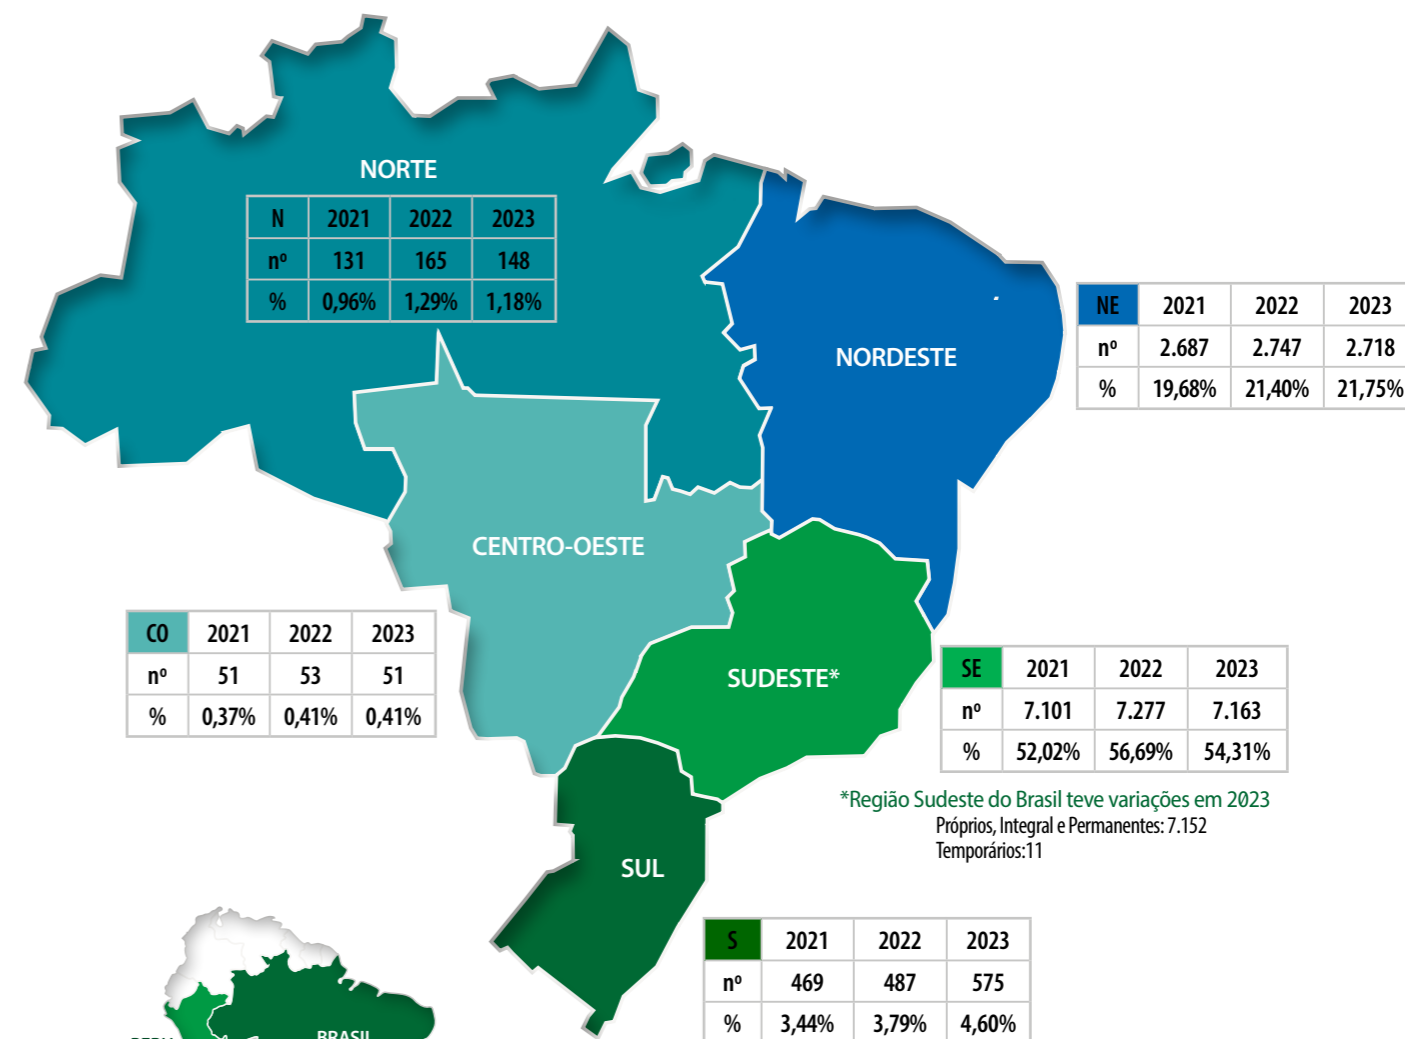 NORTE
N 2021 2022 2023
nº 131 165 148
% 0,96% 1,29% 1,18%
NORDESTE
NE 2021 2022 2023
nº 2.687 2.747 2.718
% 19,68% 21,40% 21,75%
CENTRO-OESTE
CO 2021 2022 2023
nº 51 53 51
% 0,37% 0,41% 0,41%
SUDESTE*
SE 2021 2022 2023
nº 7.101 7.277 7.163
% 52,02% 56,69% 54,31%
*Região Sudeste do Brasil teve variações em 2023
Próprios, Integral e Permanentes: 7.152
Temporários:11
SUL
S 2021 2022 2023
nº 469 487 575
% 3,44% 3,79% 4,60%
BRASIL